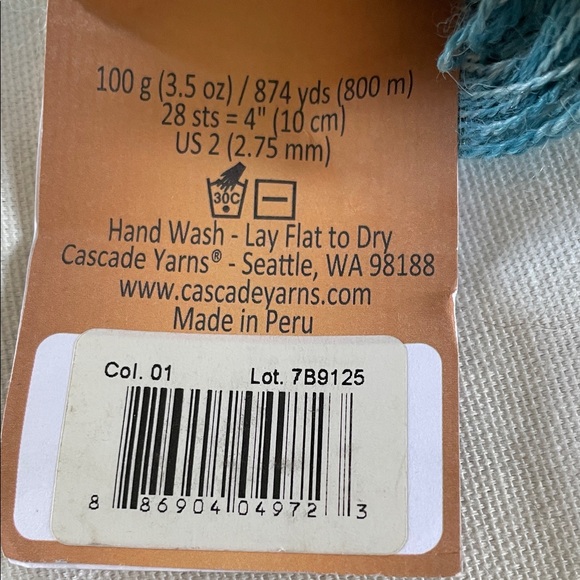 100 g (3.5 oz) / 874 yds (800 m)
28 sts = 4" (10 cm)
US 2 (2.75 mm)
30C
Hand Wash - Lay Flat to Dry
Cascade Yarns® - Seattle, WA 98188
www.cascadeyarns.com
Made in Peru
Col. 01 Lot. 7B9125
8 86904 04972 3